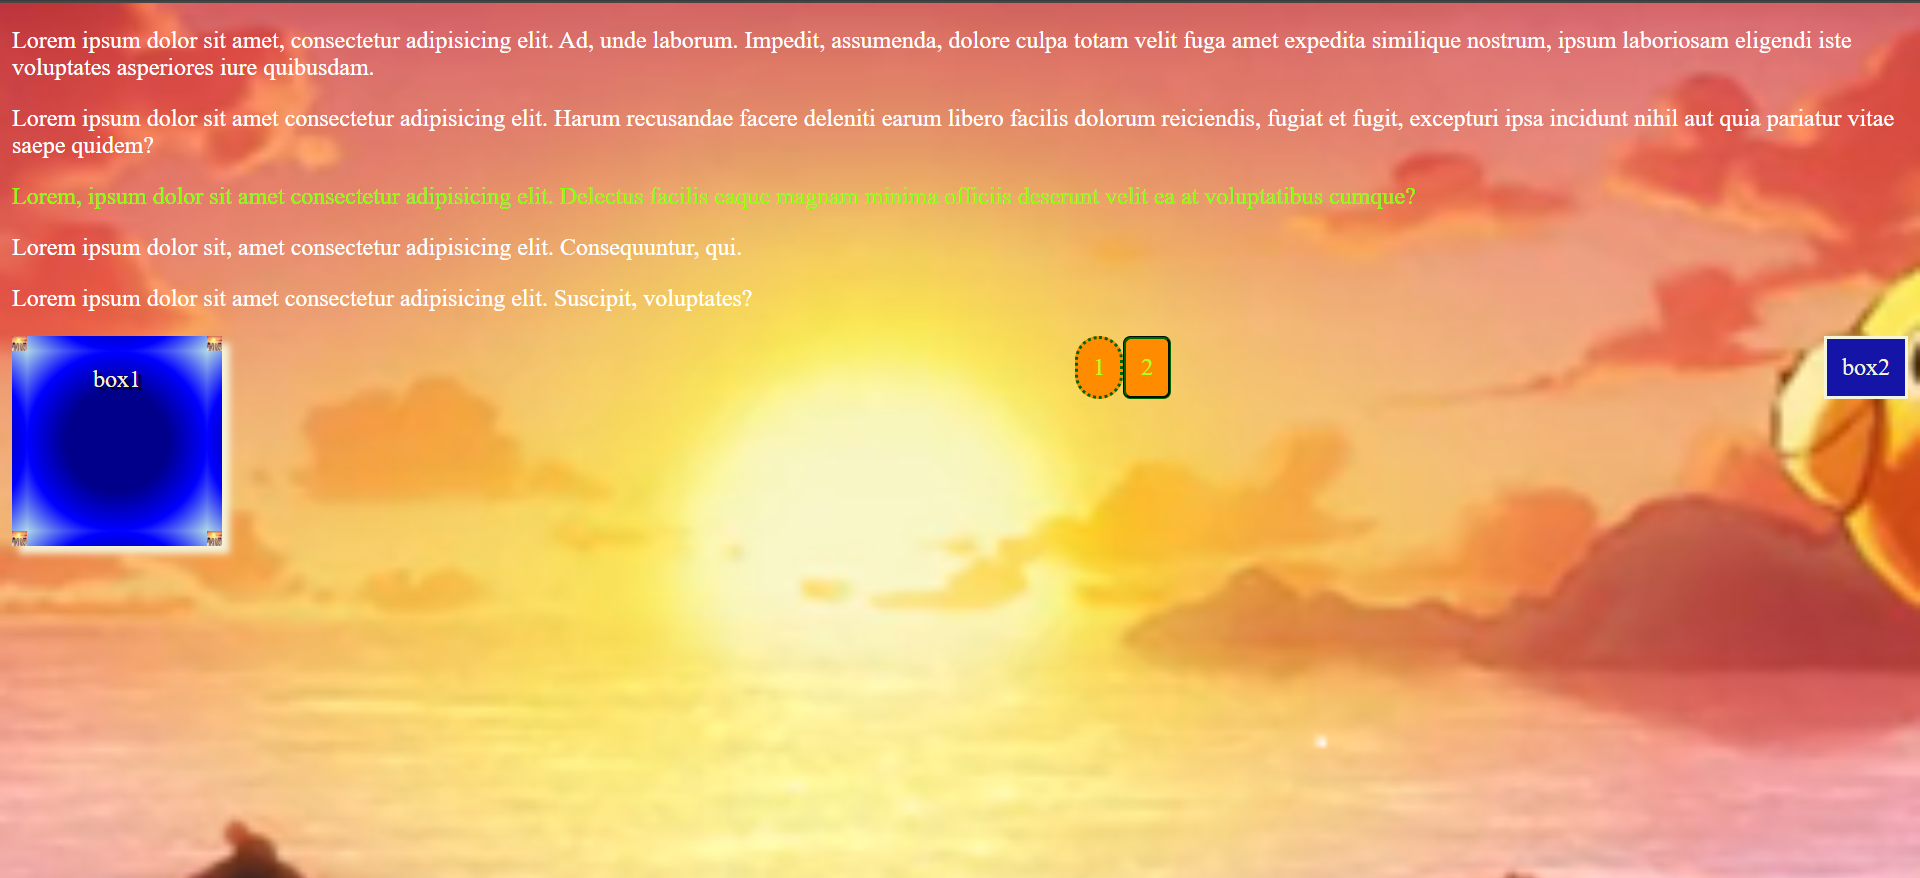 Lorem ipsum dolor sit amet, consectetur adipisicing elit. Ad, unde laborum. Impedit, assumenda, dolore culpa totam velit fuga amet expedita similique nostrum, ipsum laboriosam eligendi iste
voluptates asperiores iure quibusdam.
Lorem ipsum dolor sit amet consectetur adipisicing elit. Harum recusandae facere deleniti earum libero facilis dolorum reiciendis, fugiat et fugit, excepturi ipsa incidunt nihil aut quia pariatur vitae
saepe quidem?
Lorem, ipsum dolor sit amet consectetur adipisicing elit. Delectus facilis eaque magnam minima officiis deserunt velit ea at voluptatibus cumque?
Lorem ipsum dolor sit, amet consectetur adipisicing elit. Consequuntur, qui.
Lorem ipsum dolor sit amet consectetur adipisicing elit. Suscipit, voluptates?
box1
1
2
box2